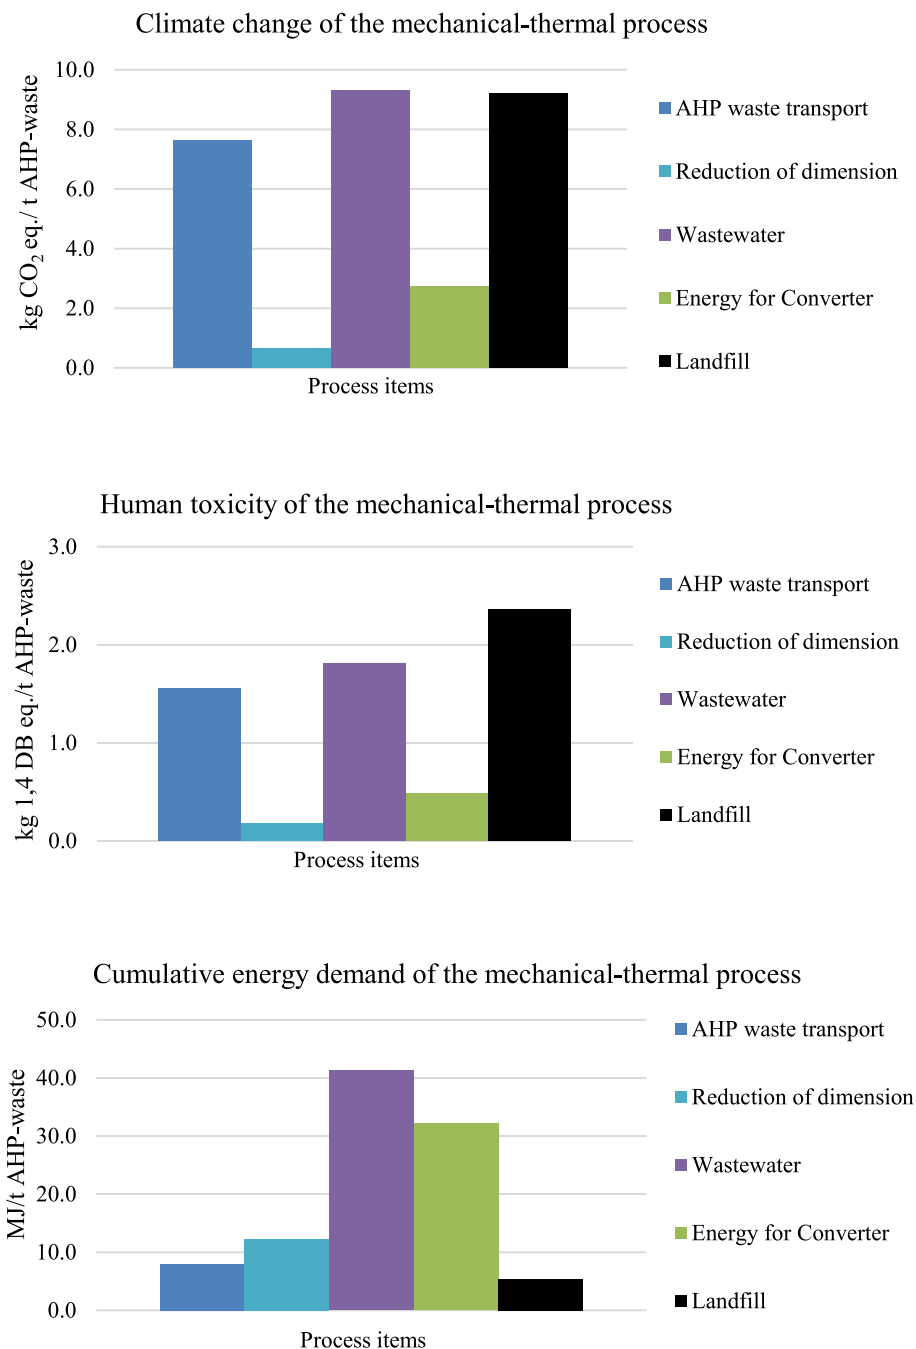 Climate change of the mechanical-thermal process
kg CO₂ eq./ t AHP-waste
10.0
8.0
6.0
4.0
2.0
0.0
Process items
AHP waste transport
Reduction of dimension
Wastewater
Energy for Converter
Landfill
Human toxicity of the mechanical-thermal process
kg 1,4 DB eq./t AHP-waste
3.0
2.0
1.0
0.0
Process items
AHP waste transport
Reduction of dimension
Wastewater
Energy for Converter
Landfill
Cumulative energy demand of the mechanical-thermal process
MJ/t AHP-waste
50.0
40.0
30.0
20.0
10.0
0.0
Process items
AHP waste transport
Reduction of dimension
Wastewater
Energy for Converter
Landfill